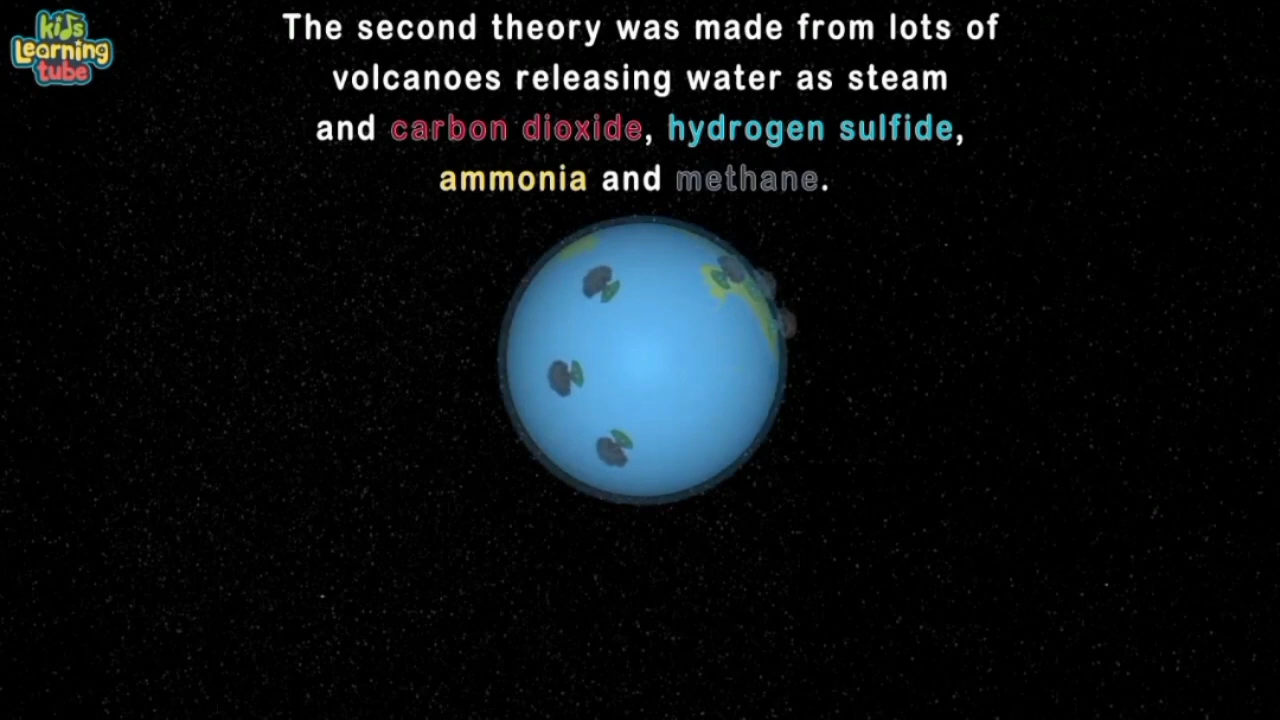 kids
Learning
tube
The second theory was made from lots of
volcanoes releasing water as steam
and carbon dioxide, hydrogen sulfide,
ammonia and methane.